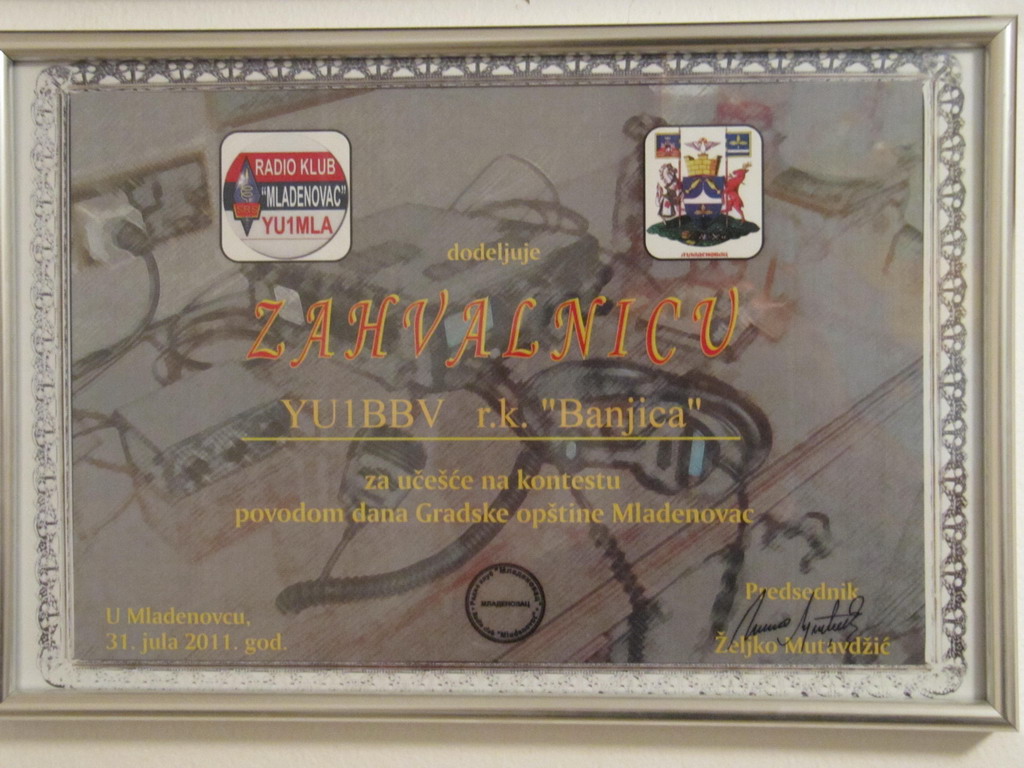 RADIO KLUB
"MLADENOVAC"
YU1MLA
dodeljuje
ZAHVALNICU
YU1BBV r.k. "Banjica"
za učešće na kontestu
povodom dana Gradske opštine Mladenovac
МЛАДЕНОВАЦ
U Mladenovcu,
31. jula 2011. god.
Predsednik
Željko Mutavdžić